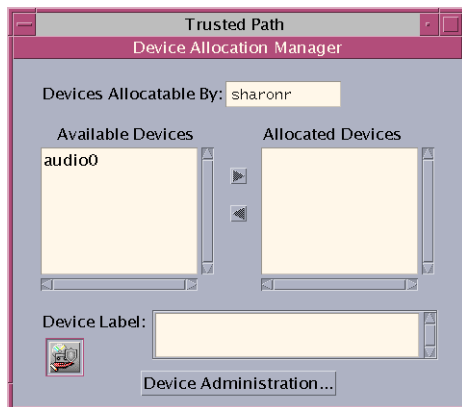 Trusted Path
Device Allocation Manager
Devices Allocatable By: sharonr
Available Devices
Allocated Devices
audio0
Device Label:
Device Administration...